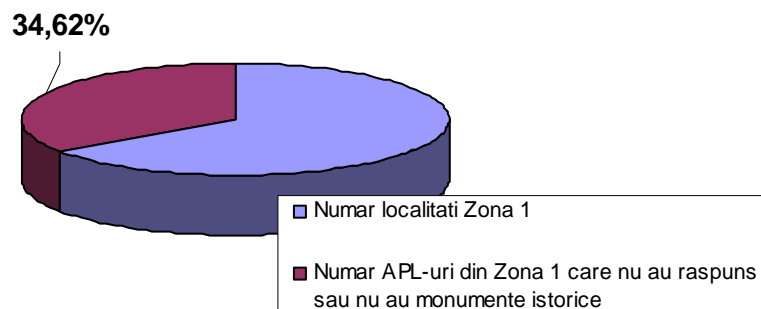 34,62%
Numar localitati Zona 1
Numar APL-uri din Zona 1 care nu au raspuns
sau nu au monumente istorice